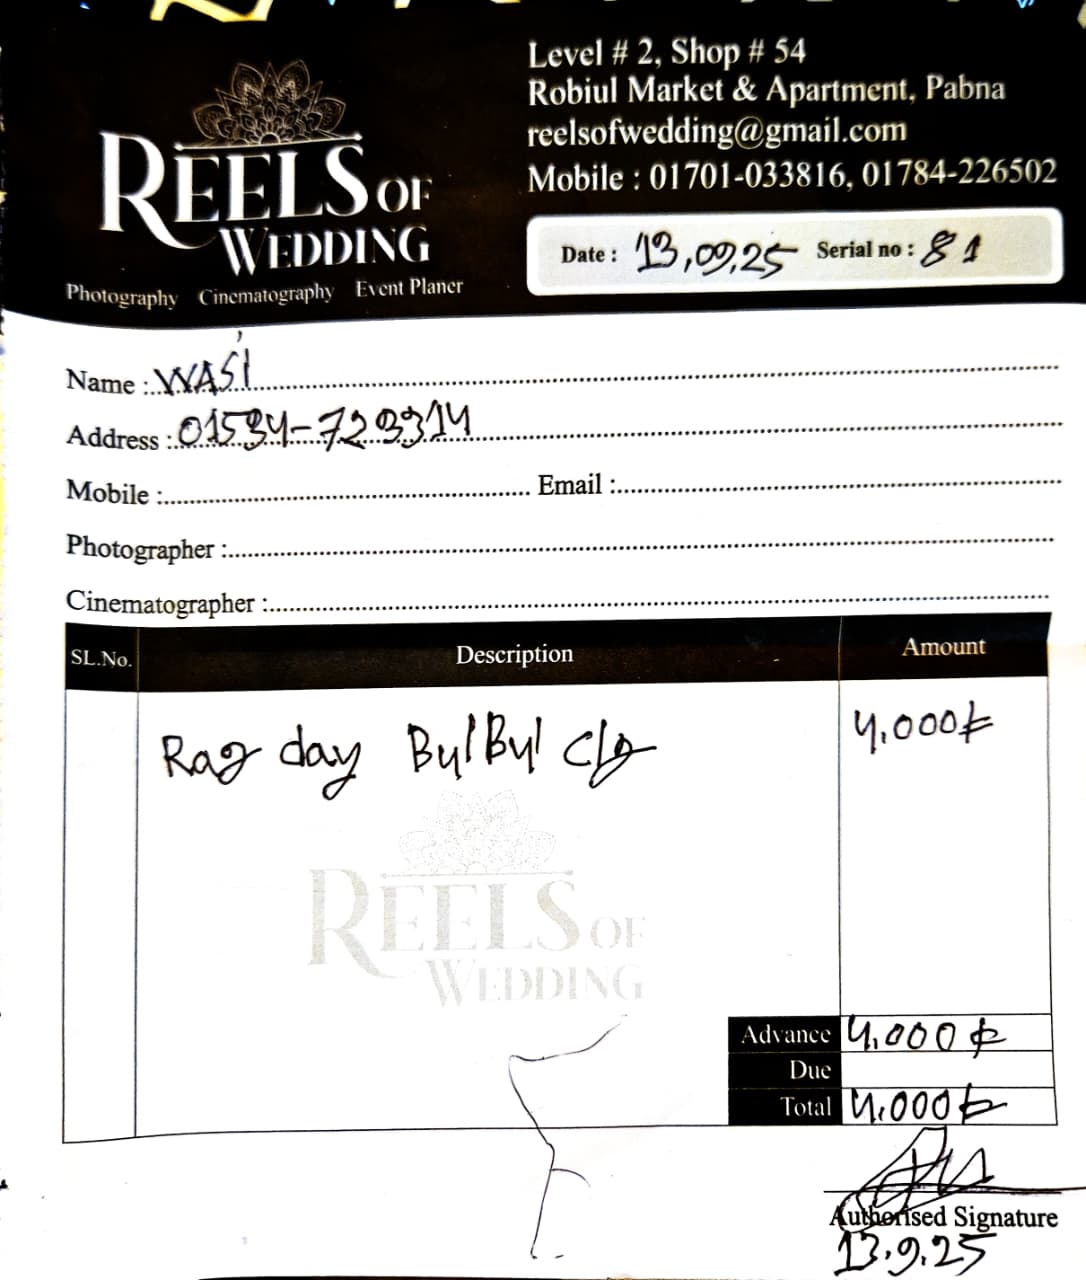 REELS OF
WEDDING
Photography Cinematography Event Planer
Level # 2, Shop # 54
Robiul Market & Apartment, Pabna
reelsofwedding@gmail.com
Mobile : 01701-033816, 01784-226502
Date : 13,09,25 Serial no : 81
Name : WASI
Address : 01534-729314
Mobile : Email :
Photographer :
Cinematographer :
SL.No. Description Amount
Rag day BulBul clg 4,000৳
REELS OF
WEDDING
Advance 4,000৳
Due
Total 4,000৳
Authorised Signature
13.9.25